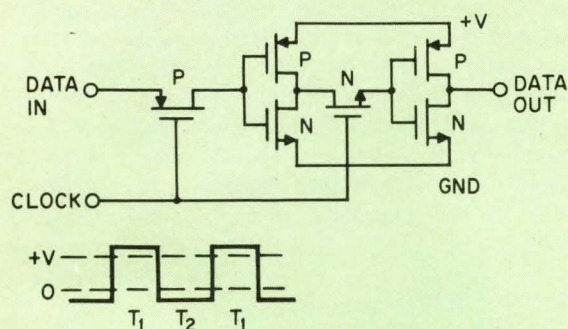 +V
P
DATA IN
P
N
P
DATA OUT
N
N
GND
CLOCK
+V
0
T₁ T₂ T₁